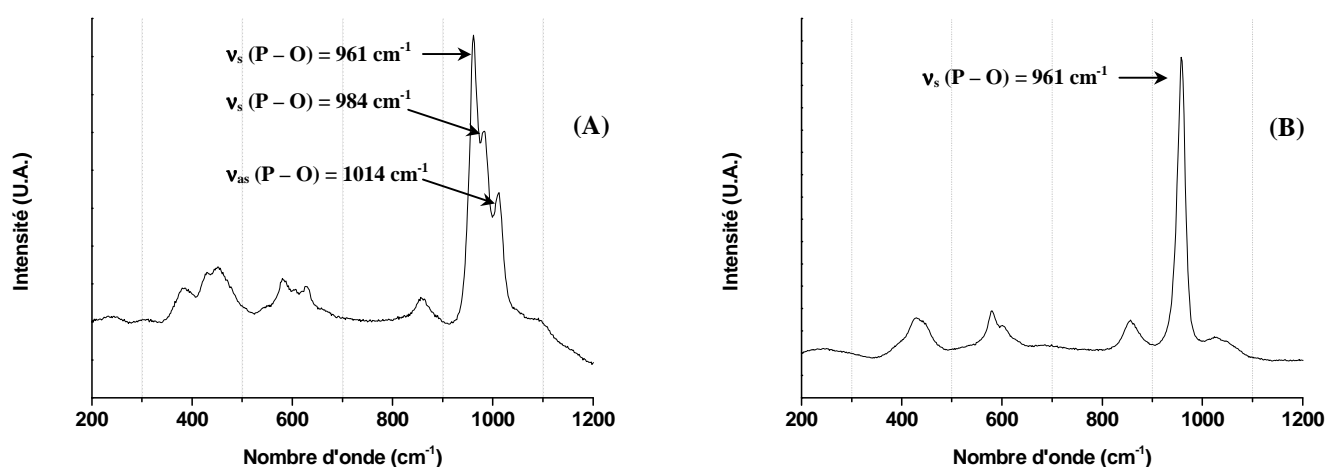 νs (P – O) = 961 cm-1
νs (P – O) = 984 cm-1
νas (P – O) = 1014 cm-1
(A)
Intensité (U.A.)
200 400 600 800 1000 1200
Nombre d'onde (cm-1)
νs (P – O) = 961 cm-1
(B)
Intensité (U.A.)
200 400 600 800 1000 1200
Nombre d'onde (cm-1)